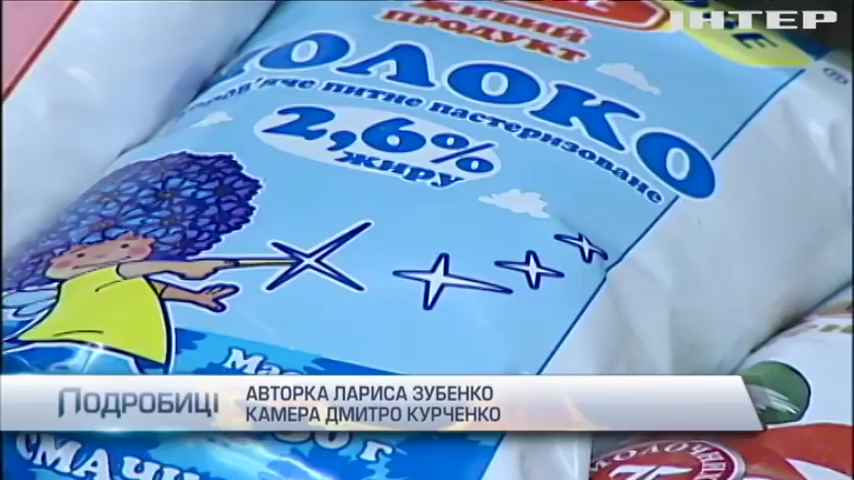 ІНТЕР
ЖИВИЙ
ПРОДУКТ
МОЛОКО
питне пастеризоване
2,6%
жиру
ПОДРОБИЦІ
АВТОРКА ЛАРИСА ЗУБЕНКО
КАМЕРА ДМИТРО КУРЧЕНКО